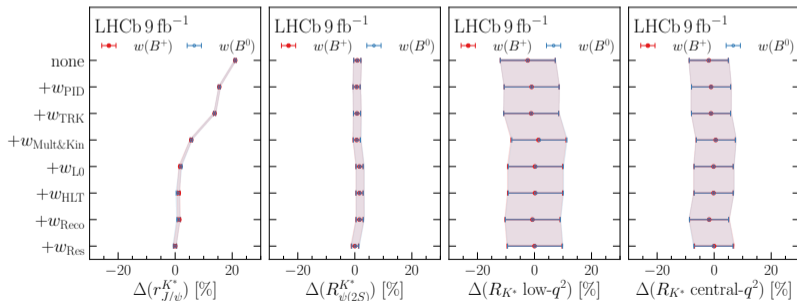 LHCb 9 fb⁻¹ LHCb 9 fb⁻¹ LHCb 9 fb⁻¹ LHCb 9 fb⁻¹
w(B⁺) w(B⁰) w(B⁺) w(B⁰) w(B⁺) w(B⁰) w(B⁺) w(B⁰)
none
+w_PID
+w_TRK
+w_Mult&Kin
+w_L0
+w_HLT
+w_Reco
+w_Res
−20 0 20 −20 0 20 −20 0 20 −20 0 20
Δ(r^{K*}_{J/ψ}) [%] Δ(R^{K*}_{ψ(2S)}) [%] Δ(R_{K*} low-q²) [%] Δ(R_{K*} central-q²) [%]